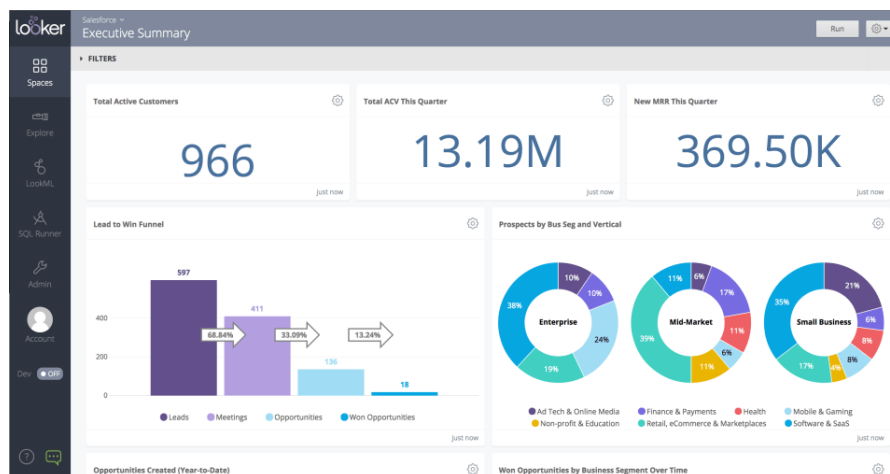 looker
Salesforce
Executive Summary
Run
FILTERS
Spaces
Explore
LookML
SQL Runner
Admin
Account
Dev OFF
Total Active Customers
966
just now
Total ACV This Quarter
13.19M
just now
New MRR This Quarter
369.50K
just now
Lead to Win Funnel
597
411
136
18
68.84%
33.09%
13.24%
400
200
0
Leads
Meetings
Opportunities
Won Opportunities
just now
Prospects by Bus Seg and Vertical
Enterprise
10%
10%
24%
19%
38%
Mid-Market
6%
17%
11%
6%
11%
39%
11%
Small Business
21%
6%
8%
8%
4%
17%
35%
Ad Tech & Online Media
Finance & Payments
Health
Mobile & Gaming
Non-profit & Education
Retail, eCommerce & Marketplaces
Software & SaaS
just now
Opportunities Created (Year-to-Date)
Won Opportunities by Business Segment Over Time
?